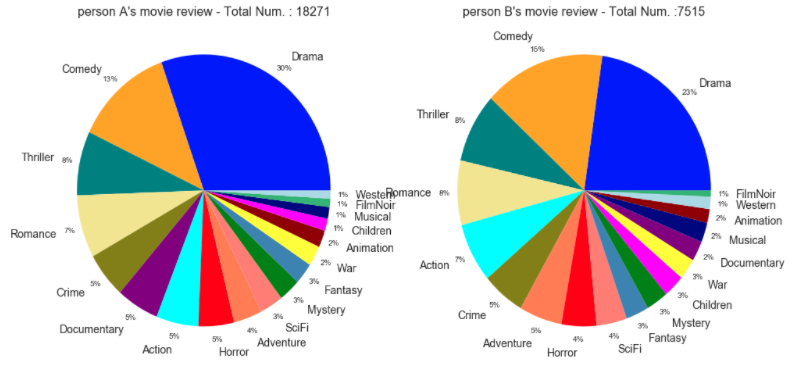 person A's movie review - Total Num. : 18271
Drama
30%
Comedy
13%
Thriller
8%
Romance
7%
Crime
5%
Documentary
5%
Action
5%
Horror
5%
Adventure
4%
SciFi
3%
Mystery
3%
Fantasy
3%
War
2%
Animation
2%
Children
1%
Musical
1%
FilmNoir
1%
Western
1%
person B's movie review - Total Num. :7515
Drama
23%
Comedy
15%
Thriller
8%
Romance
8%
Action
7%
Crime
5%
Adventure
5%
Horror
4%
SciFi
4%
Fantasy
3%
Mystery
3%
Children
3%
War
3%
Documentary
2%
Musical
2%
Animation
2%
Western
1%
FilmNoir
1%